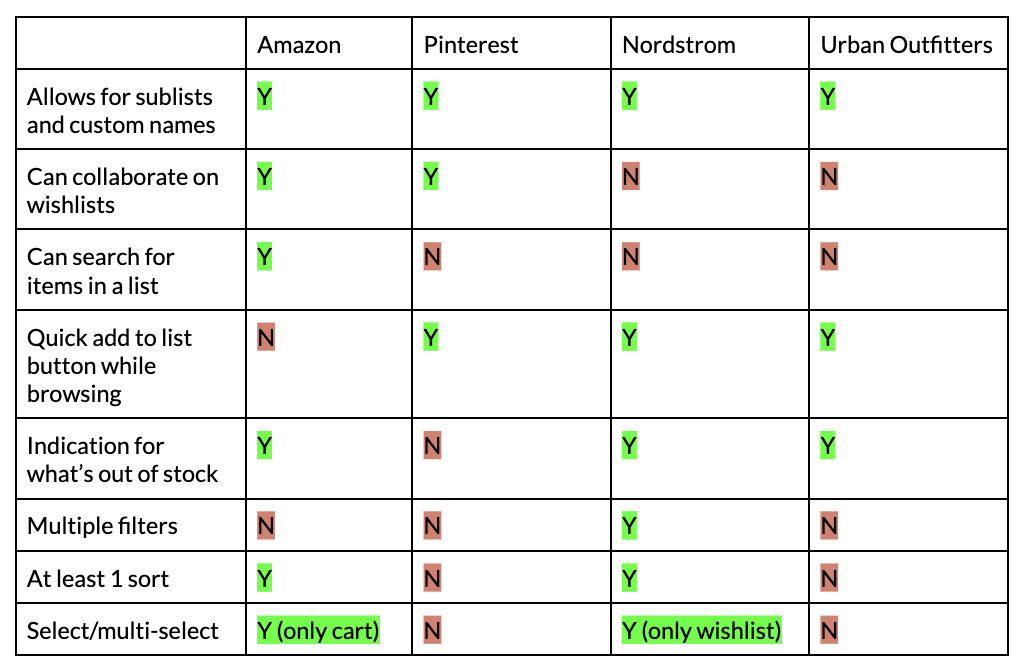 Amazon Pinterest Nordstrom Urban Outfitters
Allows for sublists Y Y Y Y
and custom names
Can collaborate on Y Y N N
wishlists
Can search for Y N N N
items in a list
Quick add to list N Y Y Y
button while
browsing
Indication for Y N Y Y
what's out of stock
Multiple filters N N Y N
At least 1 sort Y N Y N
Select/multi-select Y (only cart) N Y (only wishlist) N